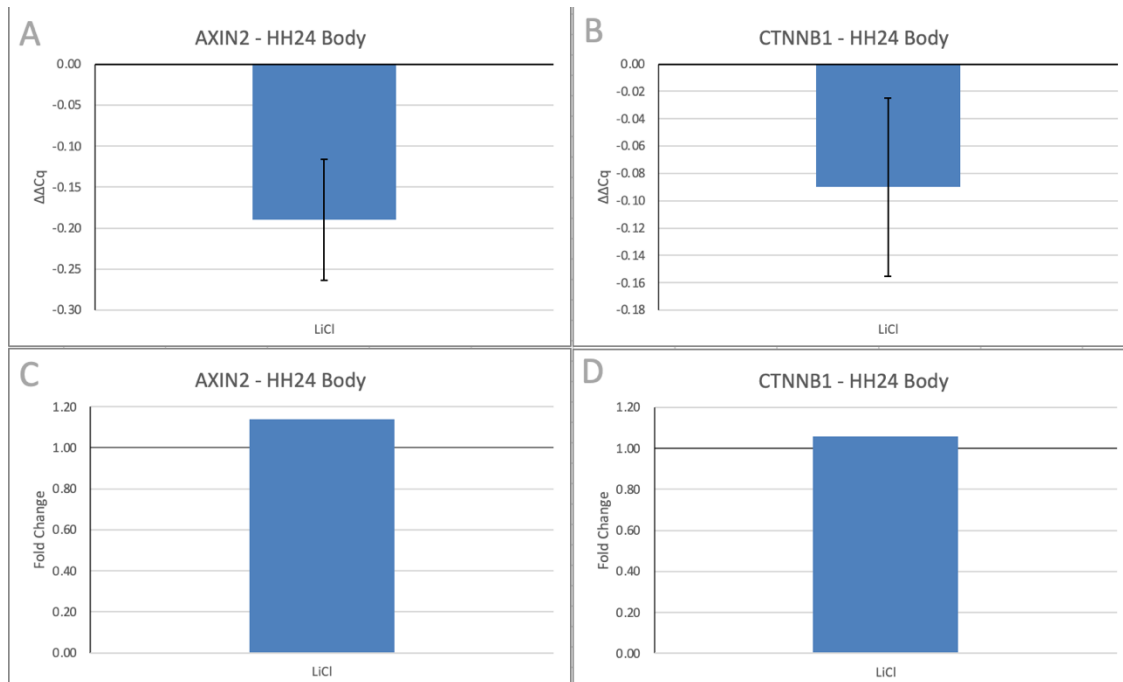 A
AXIN2 - HH24 Body
0.00
-0.05
-0.10
-0.15
-0.20
-0.25
-0.30
ΔΔCq
LiCl
B
CTNNB1 - HH24 Body
0.00
-0.02
-0.04
-0.06
-0.08
-0.10
-0.12
-0.14
-0.16
-0.18
ΔΔCq
LiCl
C
AXIN2 - HH24 Body
1.20
1.00
0.80
0.60
0.40
0.20
0.00
Fold Change
LiCl
D
CTNNB1 - HH24 Body
1.20
1.00
0.80
0.60
0.40
0.20
0.00
Fold Change
LiCl